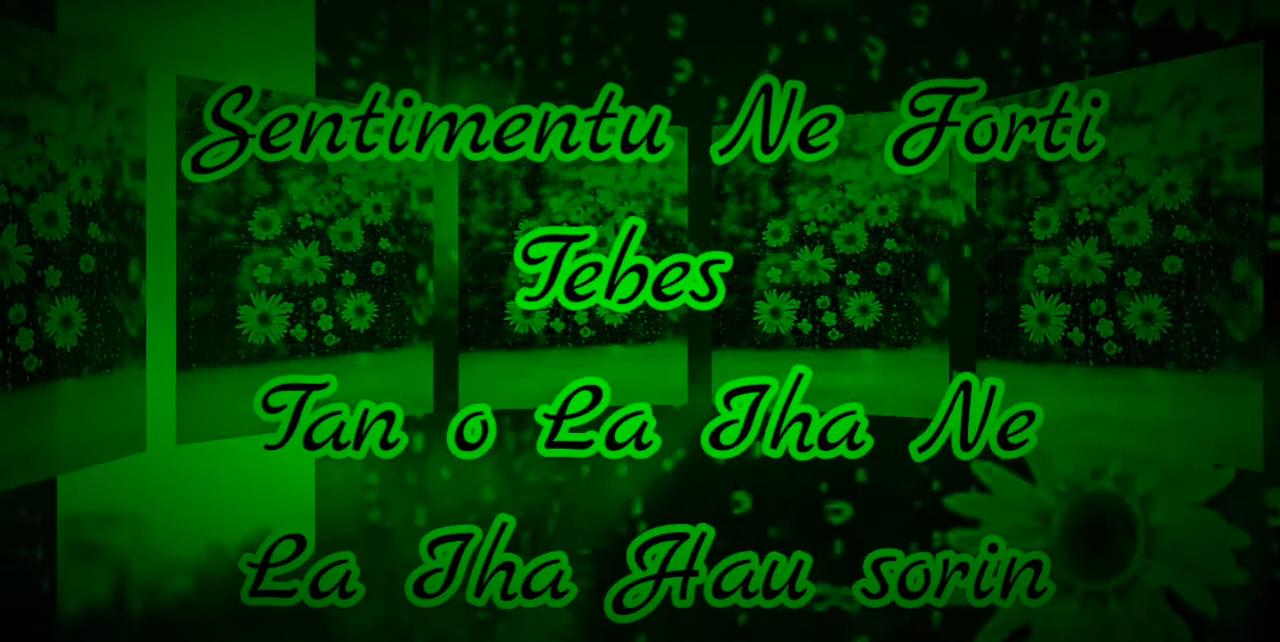 Sentimentu Ne Forti
Tebes
Tan o La Iha Ne
La Iha Hau sorin